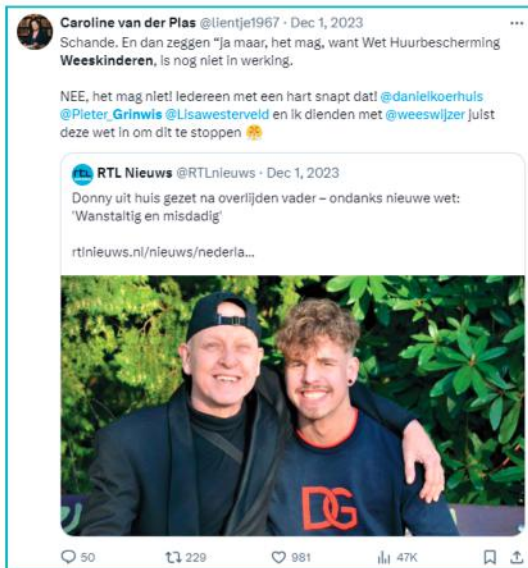 Caroline van der Plas @lientje1967 · Dec 1, 2023 ...
Schande. En dan zeggen “ja maar, het mag, want Wet Huurbescherming
Weeskinderen, is nog niet in werking.
NEE, het mag niet! Iedereen met een hart snapt dat! @danielkoerhuis
@Pieter_Grinwis @Lisawesterveld en ik dienden met @weeswijzer juist
deze wet in om dit te stoppen 😤
rtl RTL Nieuws @RTLnieuws · Dec 1, 2023
Donny uit huis gezet na overlijden vader – ondanks nieuwe wet:
'Wanstaltig en misdadig'
rtlnieuws.nl/nieuws/nederla...
DG
50 229 981 47K